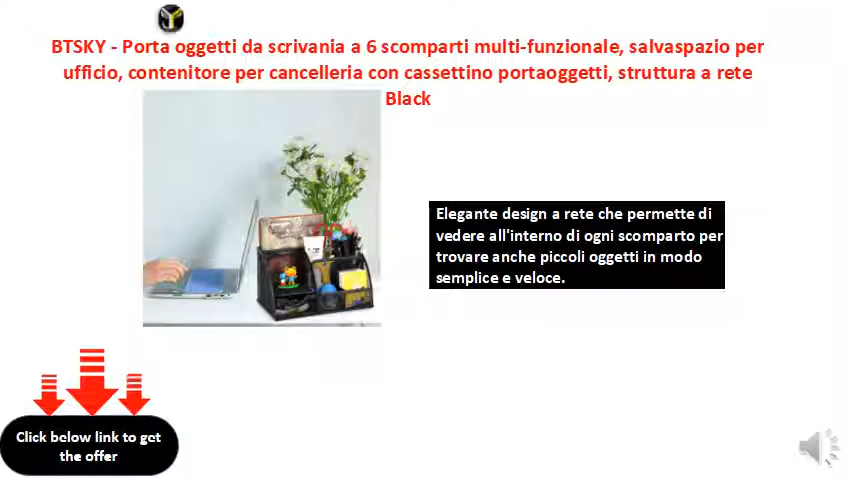 BTSKY - Porta oggetti da scrivania a 6 scomparti multi-funzionale, salvaspazio per
ufficio, contenitore per cancelleria con cassettino portaoggetti, struttura a rete
Black
Elegante design a rete che permette di
vedere all'interno di ogni scomparto per
trovare anche piccoli oggetti in modo
semplice e veloce.
Click below link to get
the offer